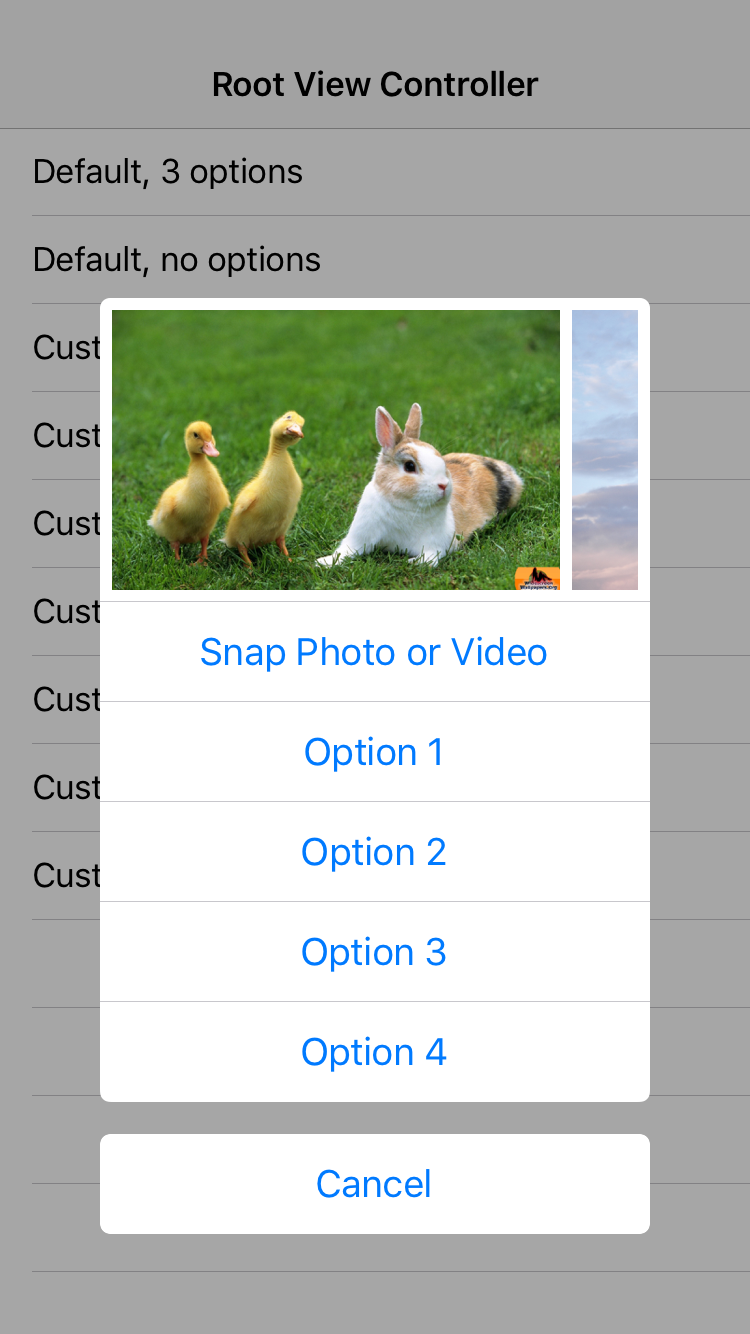 Root View Controller
Default, 3 options
Default, no options
Cust
Cust
Cust
Cust
Cust
Cust
Cust
Snap Photo or Video
Option 1
Option 2
Option 3
Option 4
Cancel